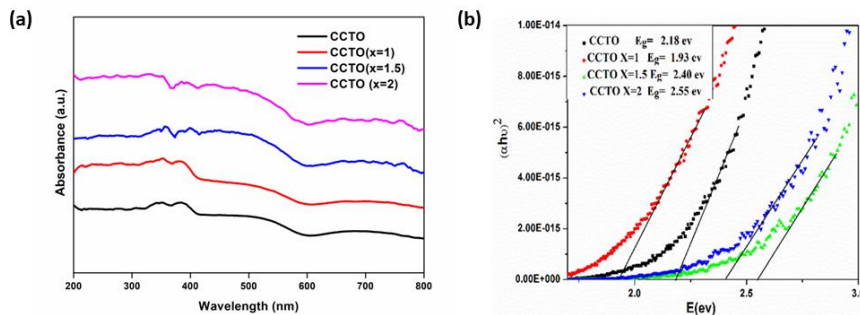 (a)
CCTO
CCTO(x=1)
CCTO(x=1.5)
CCTO (x=2)
Absorbance (a.u.)
200 300 400 500 600 700 800
Wavelength (nm)
(b)
CCTO Eg= 2.18 ev
CCTO X=1 Eg= 1.93 ev
CCTO X=1.5 Eg= 2.40 ev
CCTO X=2 Eg= 2.55 ev
1.00E-014
8.00E-015
6.00E-015
4.00E-015
2.00E-015
0.00E+000
(αhυ)²
2.0 2.5 3.0
E(ev)